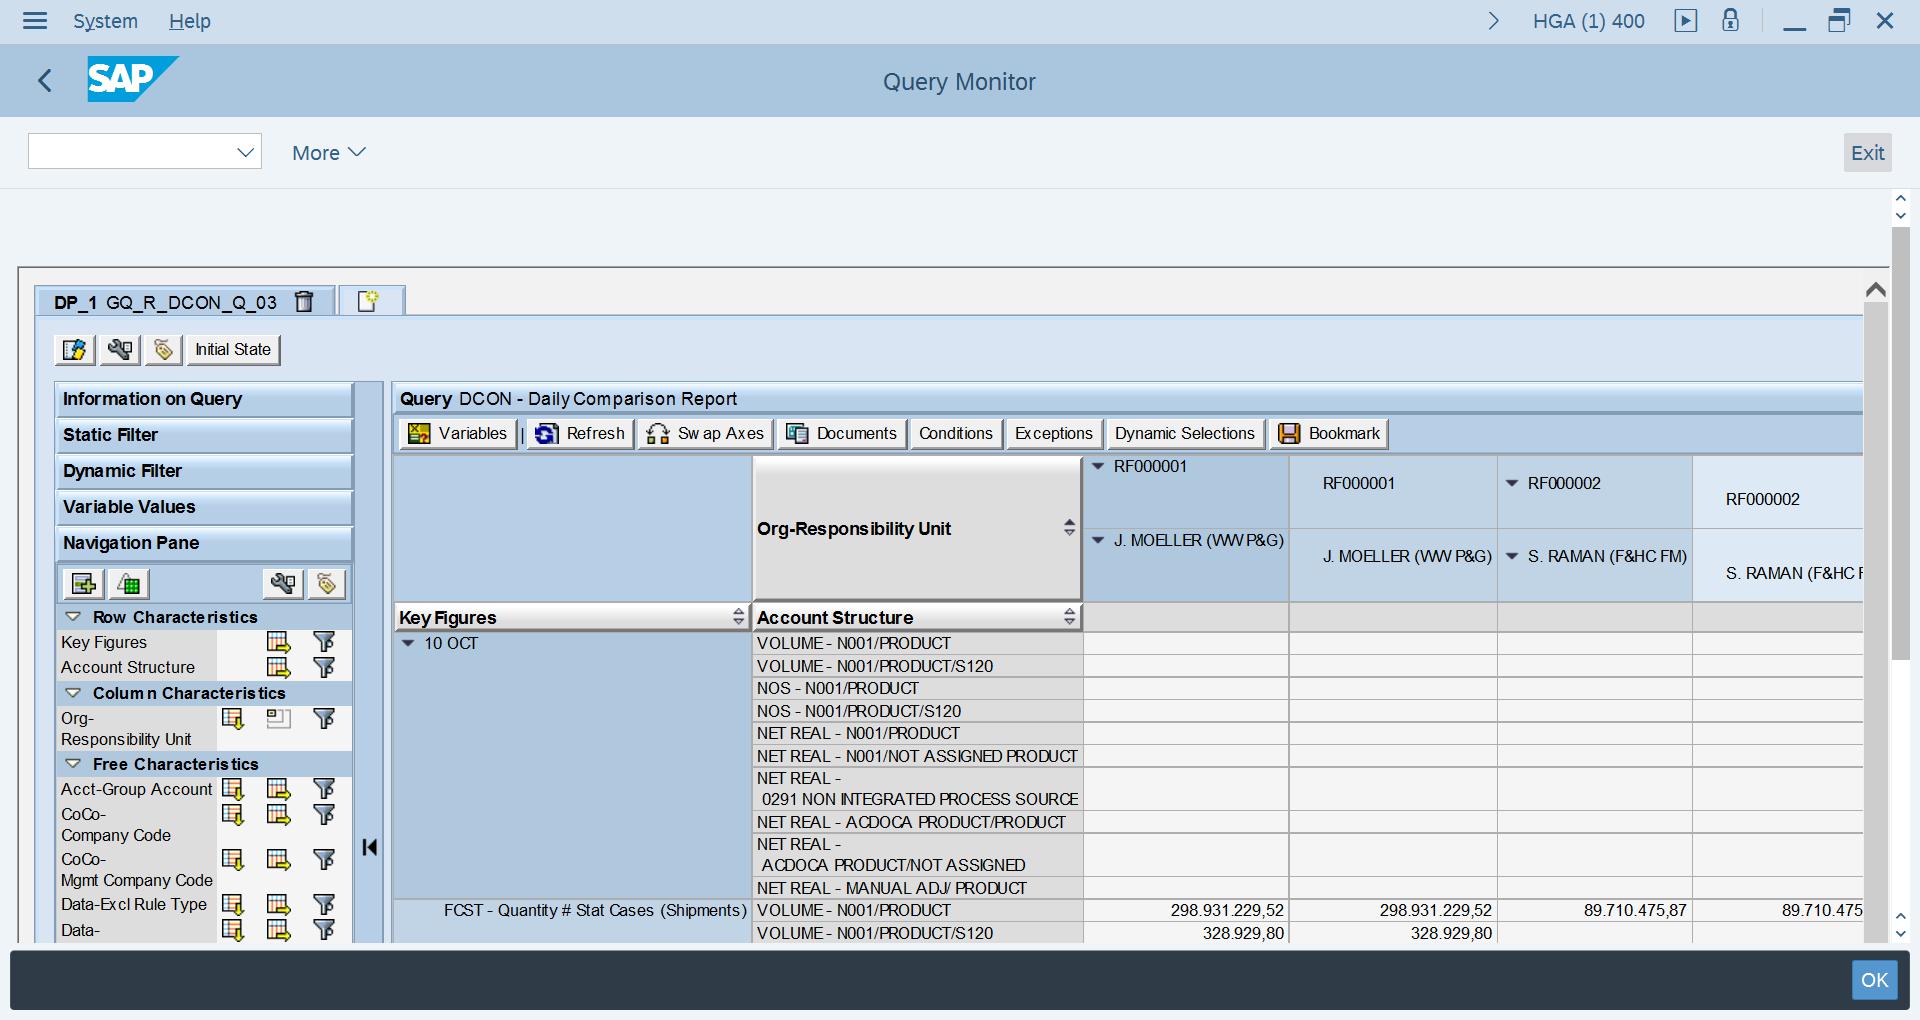 System Help HGA (1) 400
SAP Query Monitor
More Exit
DP_1 GQ_R_DCON_Q_03
Initial State
Information on Query
Static Filter
Dynamic Filter
Variable Values
Navigation Pane
Row Characteristics
Key Figures
Account Structure
Column Characteristics
Org-
Responsibility Unit
Free Characteristics
Acct-Group Account
CoCo-
Company Code
CoCo-
Mgmt Company Code
Data-Excl Rule Type
Data-
Query DCON - Daily Comparison Report
Variables | Refresh Swap Axes Documents Conditions Exceptions Dynamic Selections Bookmark
Org-Responsibility Unit
RF000001 RF000001 RF000002 RF000002
J. MOELLER (WW P&G) J. MOELLER (WW P&G) S. RAMAN (F&HC FM) S. RAMAN (F&HC F
Key Figures Account Structure
10 OCT VOLUME - N001/PRODUCT
VOLUME - N001/PRODUCT/S120
NOS - N001/PRODUCT
NOS - N001/PRODUCT/S120
NET REAL - N001/PRODUCT
NET REAL - N001/NOT ASSIGNED PRODUCT
NET REAL -
0291 NON INTEGRATED PROCESS SOURCE
NET REAL - ACDOCA PRODUCT/PRODUCT
NET REAL -
ACDOCA PRODUCT/NOT ASSIGNED
NET REAL - MANUAL ADJ/ PRODUCT
FCST - Quantity # Stat Cases (Shipments) VOLUME - N001/PRODUCT 298.931.229,52 298.931.229,52 89.710.475,87 89.710.475
VOLUME - N001/PRODUCT/S120 328.929,80 328.929,80
OK